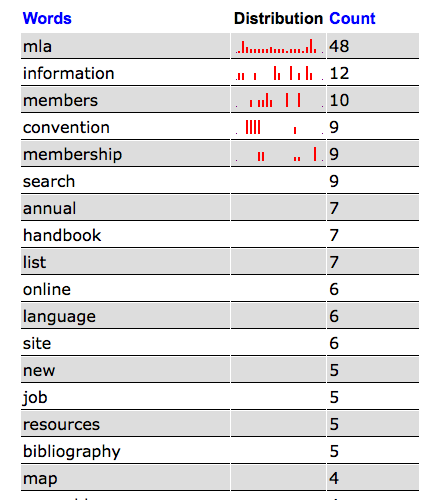 Words Distribution Count
mla 48
information 12
members 10
convention 9
membership 9
search 9
annual 7
handbook 7
list 7
online 6
language 6
site 6
new 5
job 5
resources 5
bibliography 5
map 4